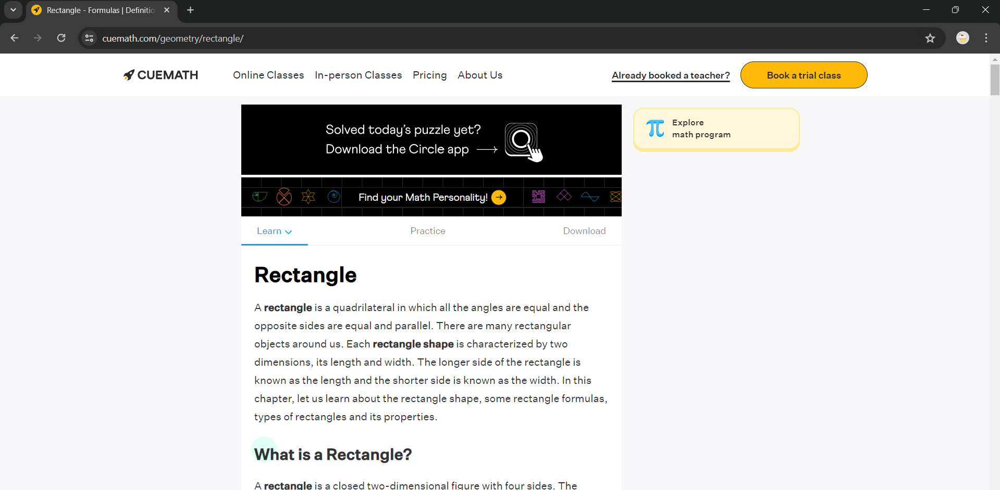 Rectangle - Formulas | Definitio
cuemath.com/geometry/rectangle/
CUEMATH
Online Classes In-person Classes Pricing About Us
Already booked a teacher?
Book a trial class
Solved today's puzzle yet?
Download the Circle app →
Explore
math program
Find your Math Personality!
Learn Practice Download
Rectangle
A rectangle is a quadrilateral in which all the angles are equal and the
opposite sides are equal and parallel. There are many rectangular
objects around us. Each rectangle shape is characterized by two
dimensions, its length and width. The longer side of the rectangle is
known as the length and the shorter side is known as the width. In this
chapter, let us learn about the rectangle shape, some rectangle formulas,
types of rectangles and its properties.
What is a Rectangle?
A rectangle is a closed two-dimensional figure with four sides. The